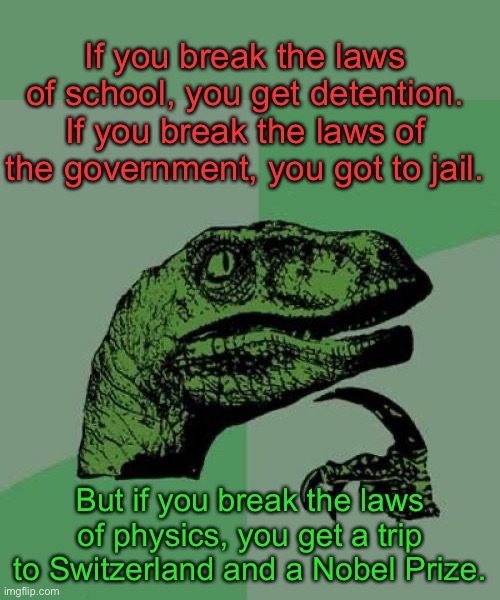 If you break the laws
of school, you get detention.
If you break the laws of
the government, you got to jail.
But if you break the laws
of physics, you get a trip
to Switzerland and a Nobel Prize.
imgflip.com